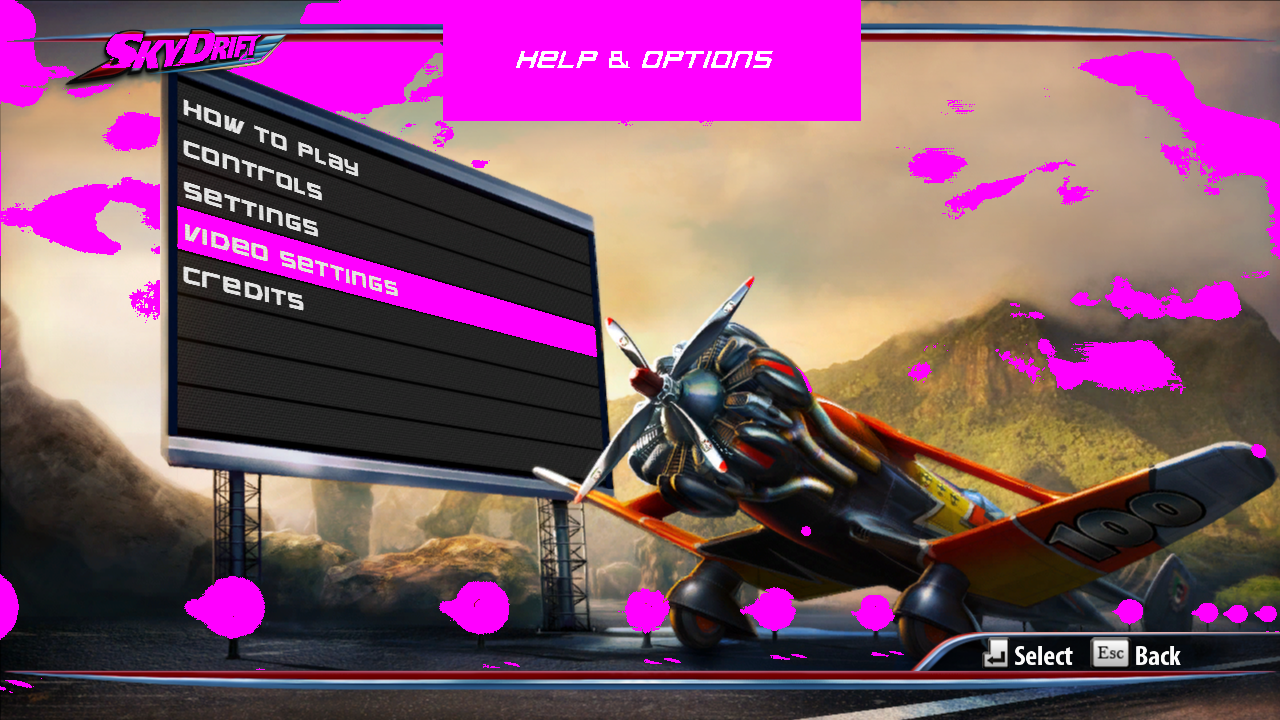 SKYDRIFT
HELP & OPTIONS
HOW TO PLAY
CONTROLS
SETTINGS
VIDEO SETTINGS
CREDITS
100
Select Esc Back